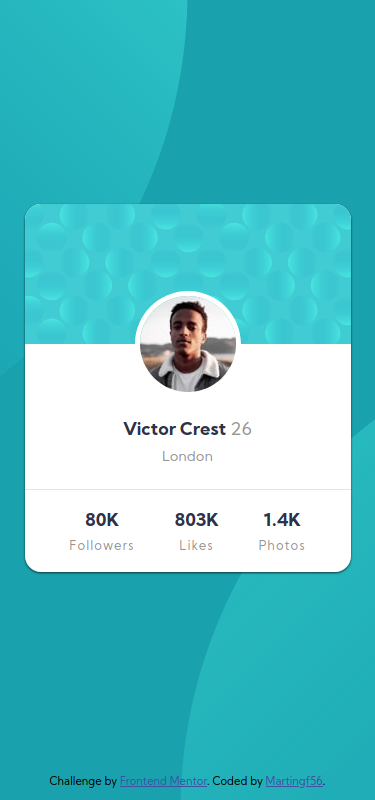 Victor Crest 26
London
80K 803K 1.4K
Followers Likes Photos
Challenge by Frontend Mentor. Coded by Martingf56.